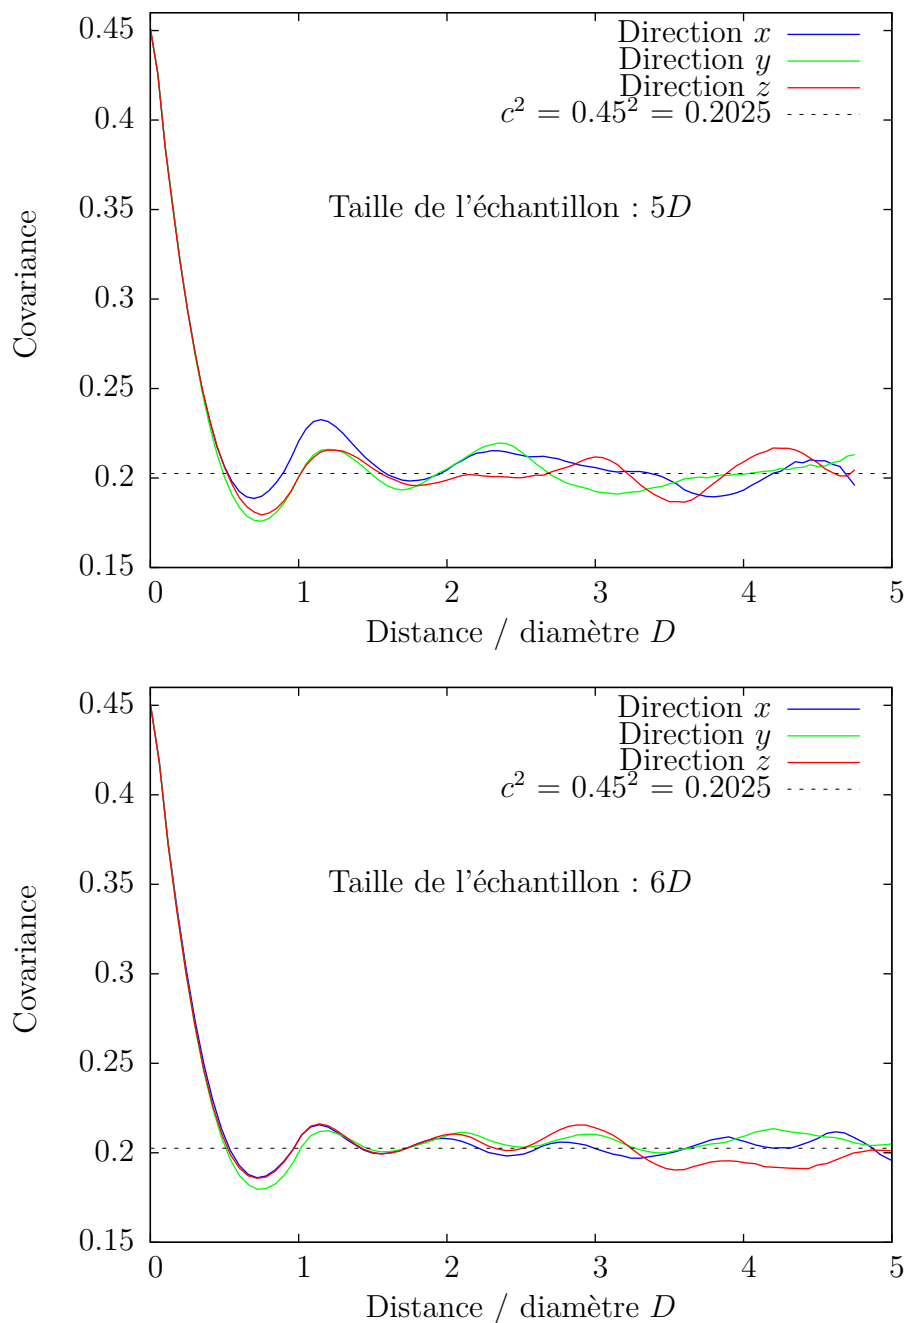 0.45
0.4
0.35
0.3
0.25
0.2
0.15
0 1 2 3 4 5
Covariance
Distance / diamètre D
Direction x
Direction y
Direction z
c² = 0.45² = 0.2025
Taille de l'échantillon : 5D
0.45
0.4
0.35
0.3
0.25
0.2
0.15
0 1 2 3 4 5
Covariance
Distance / diamètre D
Direction x
Direction y
Direction z
c² = 0.45² = 0.2025
Taille de l'échantillon : 6D